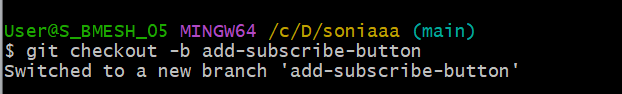 User@S_BMESH_05 MINGW64 /c/D/soniaaa (main)
$ git checkout -b add-subscribe-button
Switched to a new branch 'add-subscribe-button'